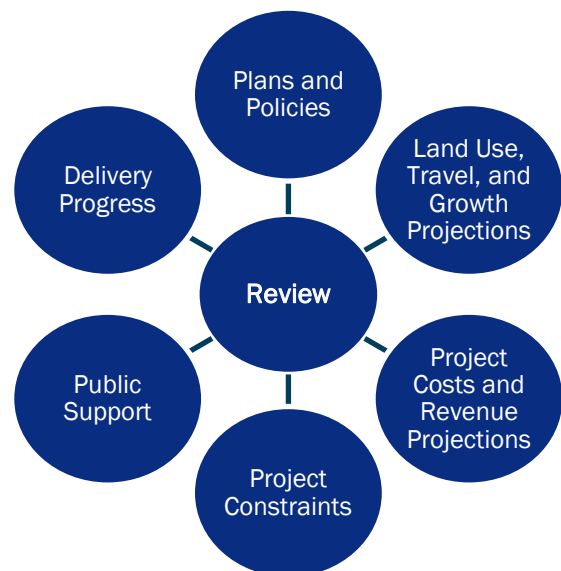 Plans and
Policies
Land Use,
Travel, and
Growth
Projections
Delivery
Progress
Review
Project
Costs and
Revenue
Projections
Public
Support
Project
Constraints